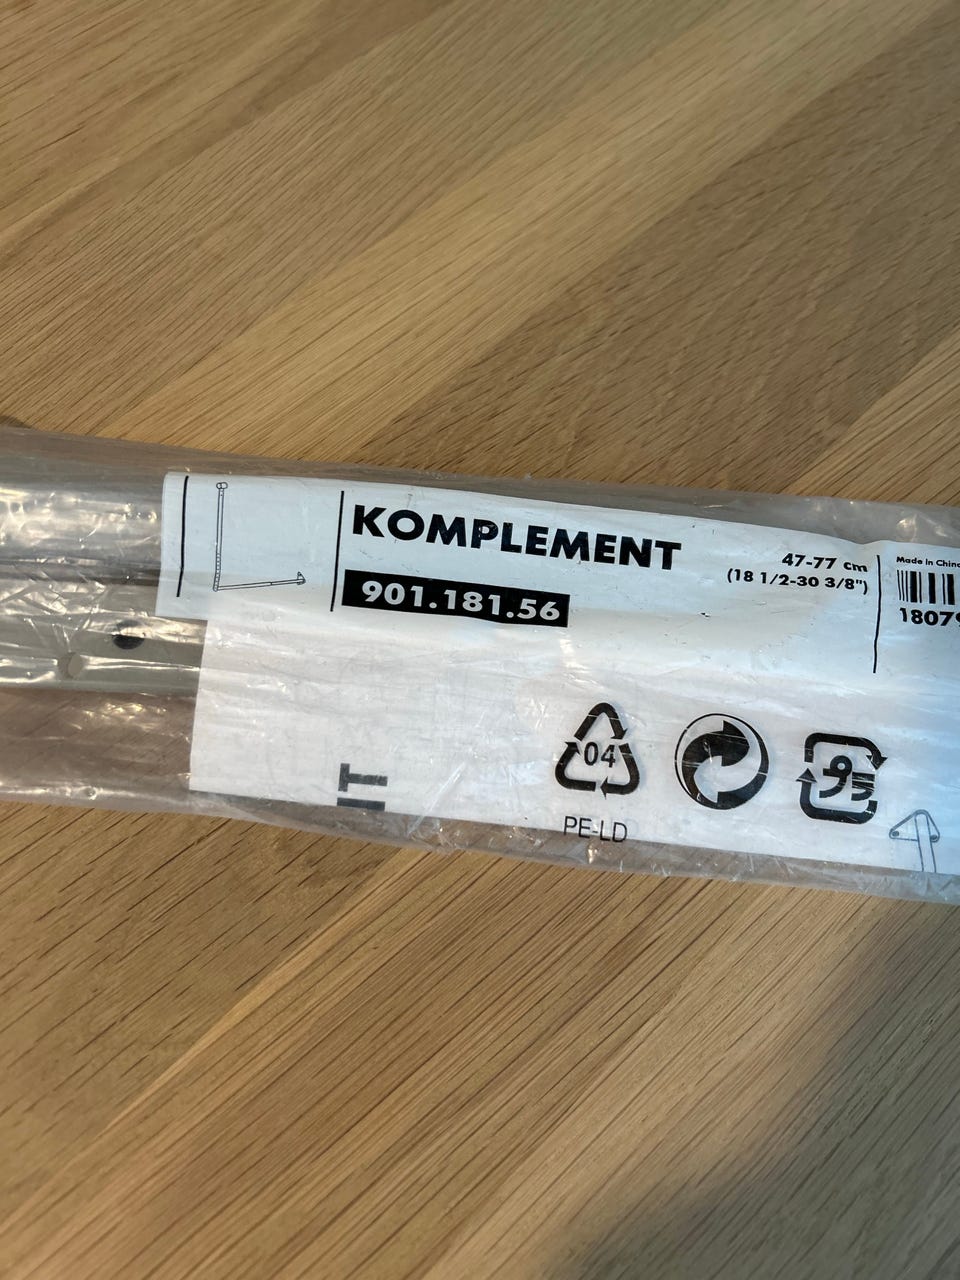 KOMPLEMENT
901.181.56
47-77 cm
(18 1/2-30 3/8")
Made in China
04
PE-LD